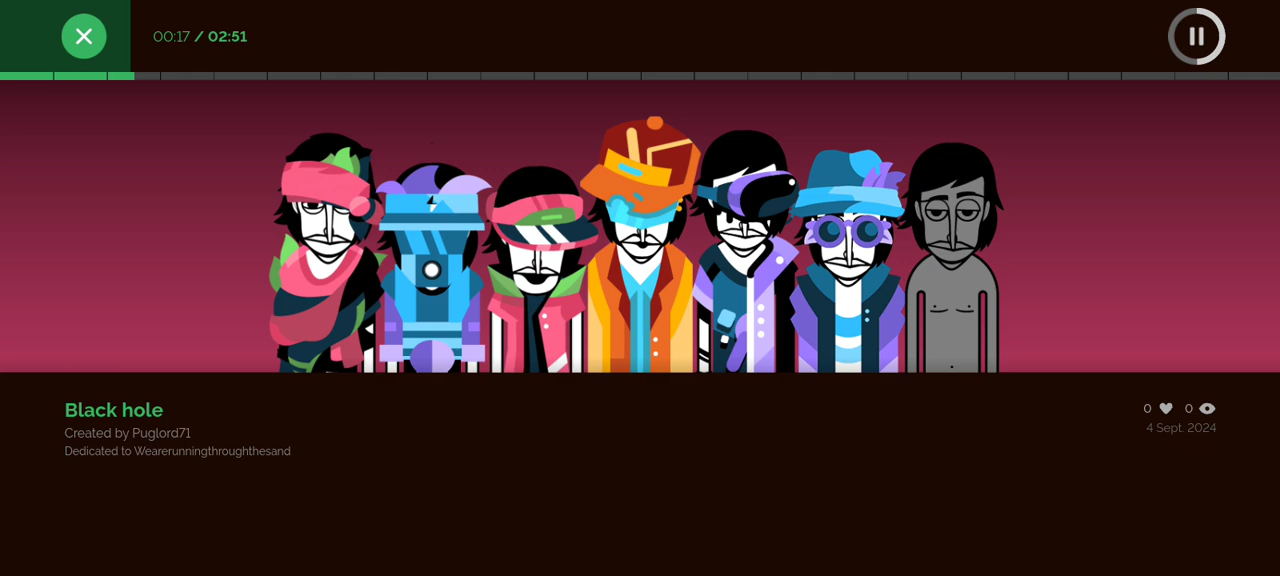 00:17 / 02:51
Black hole
Created by Puglord71
Dedicated to Wearerunningthroughthesand
0 0
4 Sept. 2024